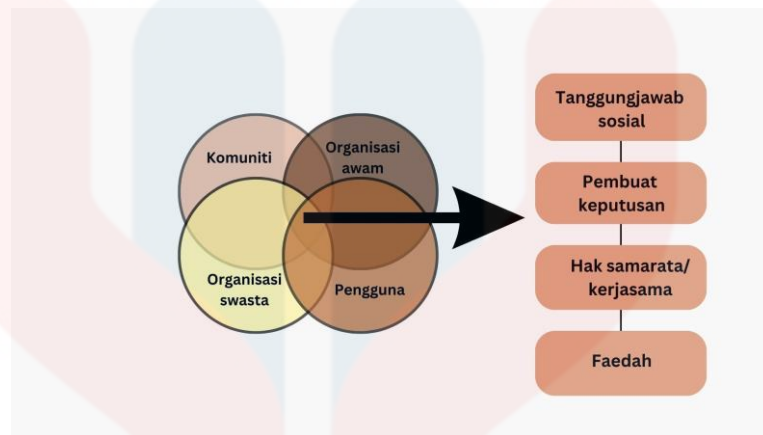 Komuniti
Organisasi
awam
Organisasi
swasta
Pengguna
Tanggungjawab
sosial
Pembuat
keputusan
Hak samarata/
kerjasama
Faedah